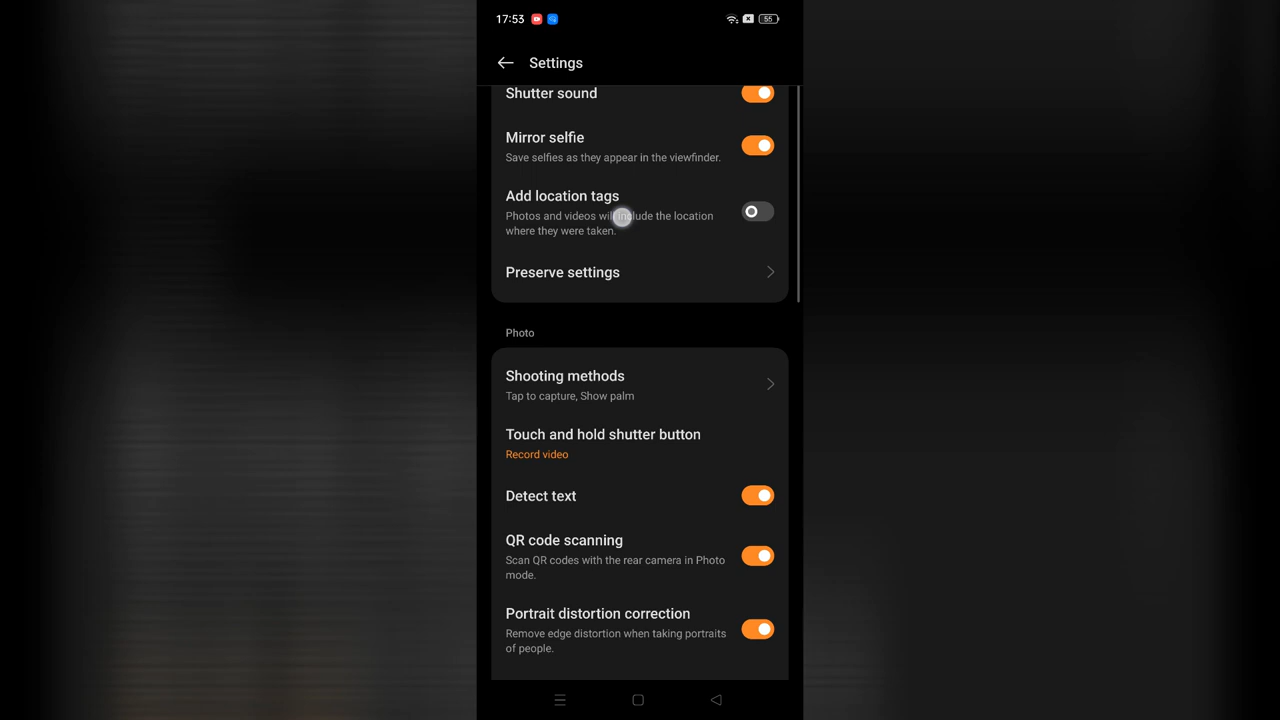 17:53
55
Settings
Shutter sound
Mirror selfie
Save selfies as they appear in the viewfinder.
Add location tags
Photos and videos will include the location
where they were taken.
Preserve settings
Photo
Shooting methods
Tap to capture, Show palm
Touch and hold shutter button
Record video
Detect text
QR code scanning
Scan QR codes with the rear camera in Photo
mode.
Portrait distortion correction
Remove edge distortion when taking portraits
of people.